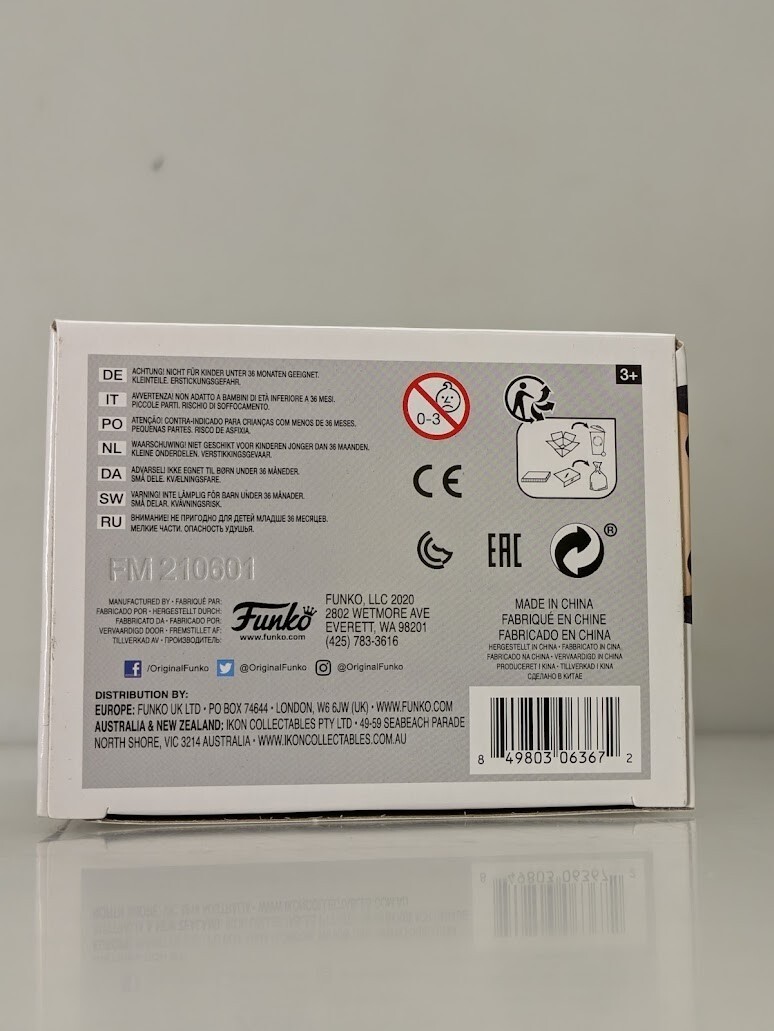 DE ACHTUNG! NICHT FÜR KINDER UNTER 36 MONATEN GEEIGNET.
KLEINTEILE. ERSTICKUNGSGEFAHR.
IT AVVERTENZA! NON ADATTO A BAMBINI DI ETÀ INFERIORE A 36 MESI.
PICCOLE PARTI. RISCHIO DI SOFFOCAMENTO.
PO ATENÇÃO! CONTRA-INDICADO PARA CRIANÇAS COM MENOS DE 36 MESES.
PEQUENAS PARTES. RISCO DE ASFIXIA.
NL WAARSCHUWING! NIET GESCHIKT VOOR KINDEREN JONGER DAN 36 MAANDEN.
KLEINE ONDERDELEN. VERSTIKKINGSGEVAAR.
DA ADVARSEL! IKKE EGNET TIL BØRN UNDER 36 MÅNEDER.
SMÅ DELE. KVÆLNINGSFARE.
SW VARNING! INTE LÄMPLIG FÖR BARN UNDER 36 MÅNADER.
SMÅ DELAR. KVÄVNINGSRISK.
RU ВНИМАНИЕ! НЕ ПРИГОДНО ДЛЯ ДЕТЕЙ МЛАДШЕ 36 МЕСЯЦЕВ.
МЕЛКИЕ ЧАСТИ. ОПАСНОСТЬ УДУШЬЯ.
0-3
3+
CE
EAC
®
FM 210601
MANUFACTURED BY • FABRIQUÉ PAR:
FABRICADO POR • HERGESTELLT DURCH:
FABBRICATO DA • FABRICADO POR:
VERVAARDIGD DOOR • FREMSTILLET AF:
TILLVERKAD AV • ПРОИЗВОДИТЕЛЬ:
Funko
www.funko.com
FUNKO, LLC 2020
2802 WETMORE AVE
EVERETT, WA 98201
(425) 783-3616
/OriginalFunko @OriginalFunko @OriginalFunko
DISTRIBUTION BY:
EUROPE: FUNKO UK LTD • PO BOX 74644 • LONDON, W6 6JW (UK) • WWW.FUNKO.COM
AUSTRALIA & NEW ZEALAND: IKON COLLECTABLES PTY LTD • 49-59 SEABEACH PARADE
NORTH SHORE, VIC 3214 AUSTRALIA • WWW.IKONCOLLECTABLES.COM.AU
MADE IN CHINA
FABRIQUÉ EN CHINE
FABRICADO EN CHINA
HERGESTELLT IN CHINA • FABBRICATO IN CINA,
FABRICADO NA CHINA • VERVAARDIGD IN CHINA
PRODUCERET I KINA • TILLVERKAD I KINA
СДЕЛАНО В КИТАЕ
8 49803 06367 2